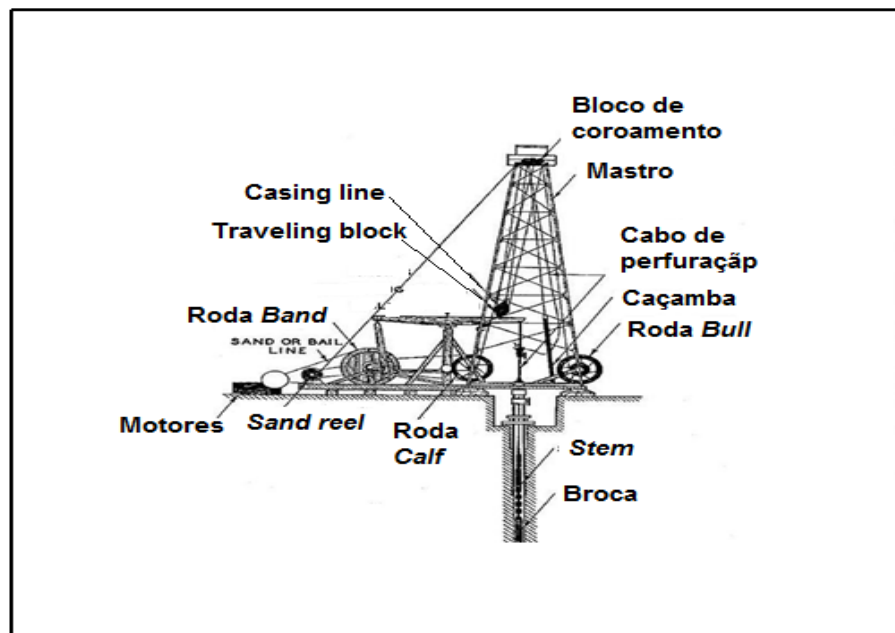 Bloco de
coroamento
Mastro
Casing line
Traveling block
Cabo de
perfuraçãp
Caçamba
Roda Band
Roda Bull
SAND OR BAIL
LINE
Motores
Sand reel
Roda
Calf
Stem
Broca